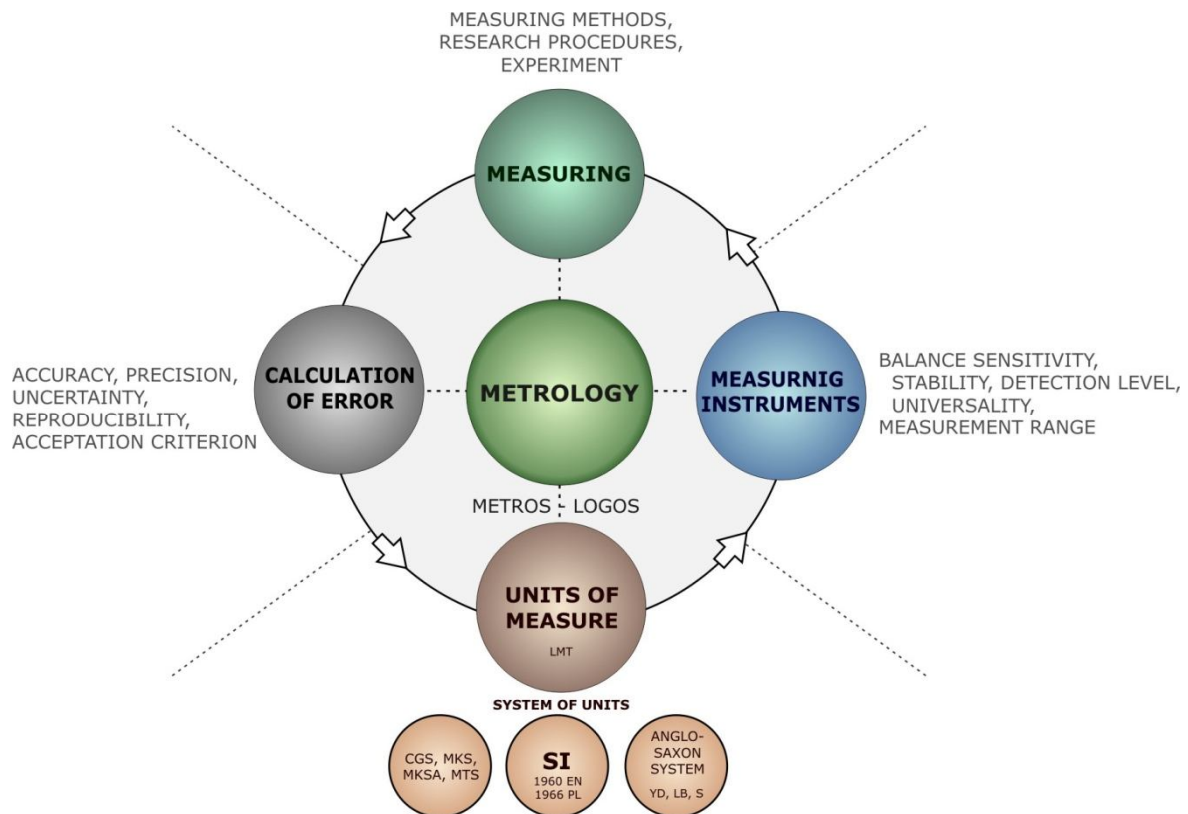 MEASURING METHODS,
RESEARCH PROCEDURES,
EXPERIMENT
MEASURING
ACCURACY, PRECISION,
UNCERTAINTY,
REPRODUCIBILITY,
ACCEPTATION CRITERION
CALCULATION
OF ERROR
METROLOGY
MEASURNIG
INSTRUMENTS
BALANCE SENSITIVITY,
STABILITY, DETECTION LEVEL,
UNIVERSALITY,
MEASUREMENT RANGE
METROS - LOGOS
UNITS OF
MEASURE
LMT
SYSTEM OF UNITS
CGS, MKS,
MKSA, MTS
SI
1960 EN
1966 PL
ANGLO-
SAXON
SYSTEM
YD, LB, S